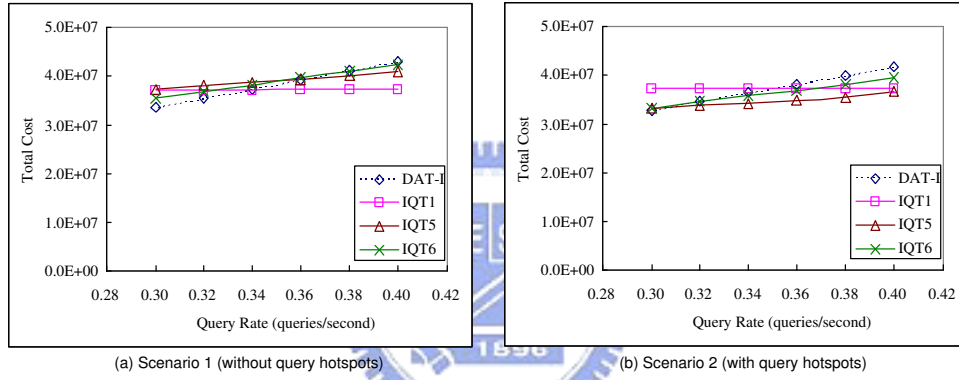 5.0E+07
4.0E+07
3.0E+07
2.0E+07
1.0E+07
0.0E+00
Total Cost
0.28 0.30 0.32 0.34 0.36 0.38 0.40 0.42
Query Rate (queries/second)
DAT-I
IQT1
IQT5
IQT6
(a) Scenario 1 (without query hotspots)
5.0E+07
4.0E+07
3.0E+07
2.0E+07
1.0E+07
0.0E+00
Total Cost
0.28 0.30 0.32 0.34 0.36 0.38 0.40 0.42
Query Rate (queries/second)
DAT-I
IQT1
IQT5
IQT6
(b) Scenario 2 (with query hotspots)
E S
1896